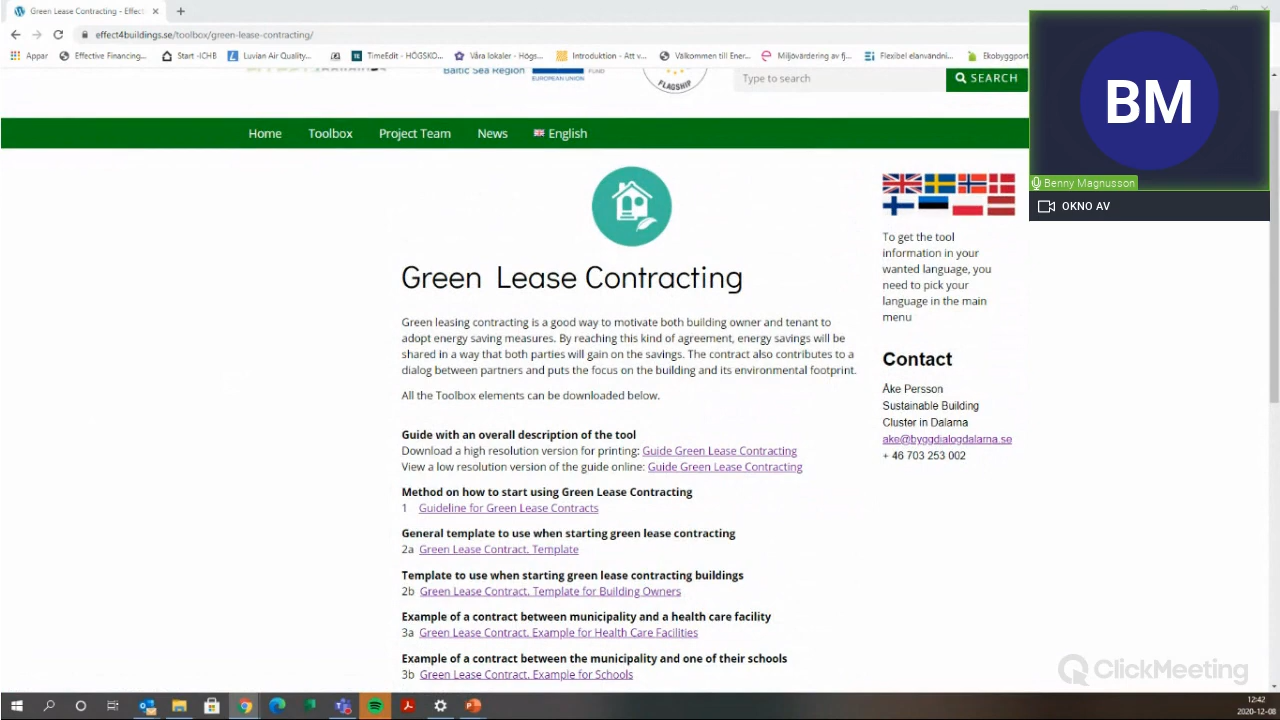 Green Lease Contracting - Effec
effect4buildings.se/toolbox/green-lease-contracting/
Appar
Effective Financing...
Start -ICHB
Luvian Air Quality...
TimeEdit - HÖGSKO...
Våra lokaler - Högs...
Introduktion - Att v...
Välkommen till Ener...
Miljövärdering av fj...
Flexibel elanvändni...
Ekobyggport
Baltic Sea Region
EUROPEAN UNION
FUND
FLAGSHIP
Type to search
SEARCH
Home
Toolbox
Project Team
News
English
BM
Benny Magnusson
OKNO AV
Green Lease Contracting
Green leasing contracting is a good way to motivate both building owner and tenant to
adopt energy saving measures. By reaching this kind of agreement, energy savings will be
shared in a way that both parties will gain on the savings. The contract also contributes to a
dialog between partners and puts the focus on the building and its environmental footprint.
All the Toolbox elements can be downloaded below.
Guide with an overall description of the tool
Download a high resolution version for printing: Guide Green Lease Contracting
View a low resolution version of the guide online: Guide Green Lease Contracting
Method on how to start using Green Lease Contracting
1 Guideline for Green Lease Contracts
General template to use when starting green lease contracting
2a Green Lease Contract. Template
Template to use when starting green lease contracting buildings
2b Green Lease Contract. Template for Building Owners
Example of a contract between municipality and a health care facility
3a Green Lease Contract. Example for Health Care Facilities
Example of a contract between the municipality and one of their schools
3b Green Lease Contract. Example for Schools
To get the tool
information in your
wanted language, you
need to pick your
language in the main
menu
Contact
Åke Persson
Sustainable Building
Cluster in Dalarna
ake@byggdialogdalarna.se
+ 46 703 253 002
ClickMeeting
12:42
2020-12-08